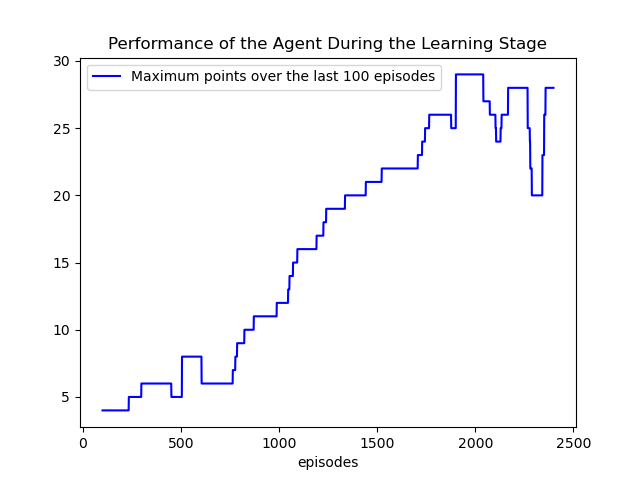 Performance of the Agent During the Learning Stage
Maximum points over the last 100 episodes
30
25
20
15
10
5
0 500 1000 1500 2000 2500
episodes